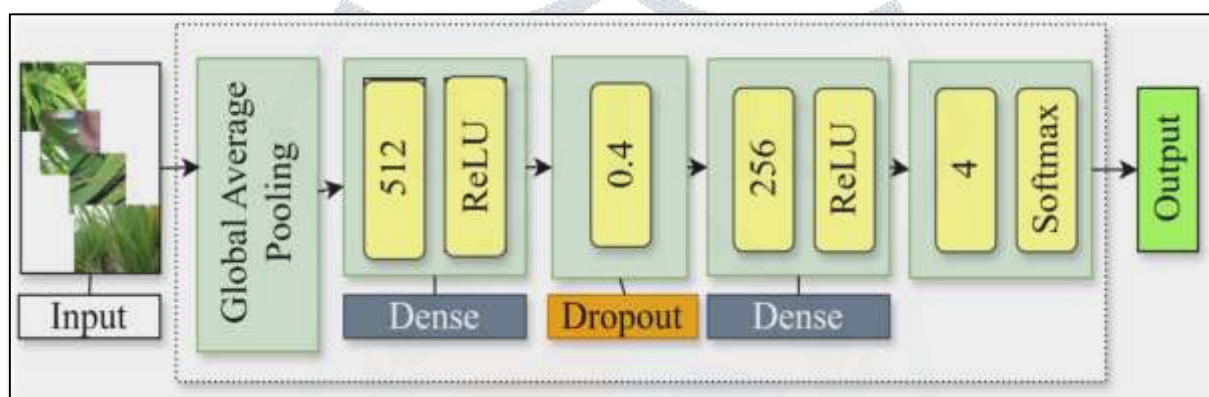 Input
Global Average
Pooling
512
ReLU
Dense
0.4
Dropout
256
ReLU
Dense
4
Softmax
Output